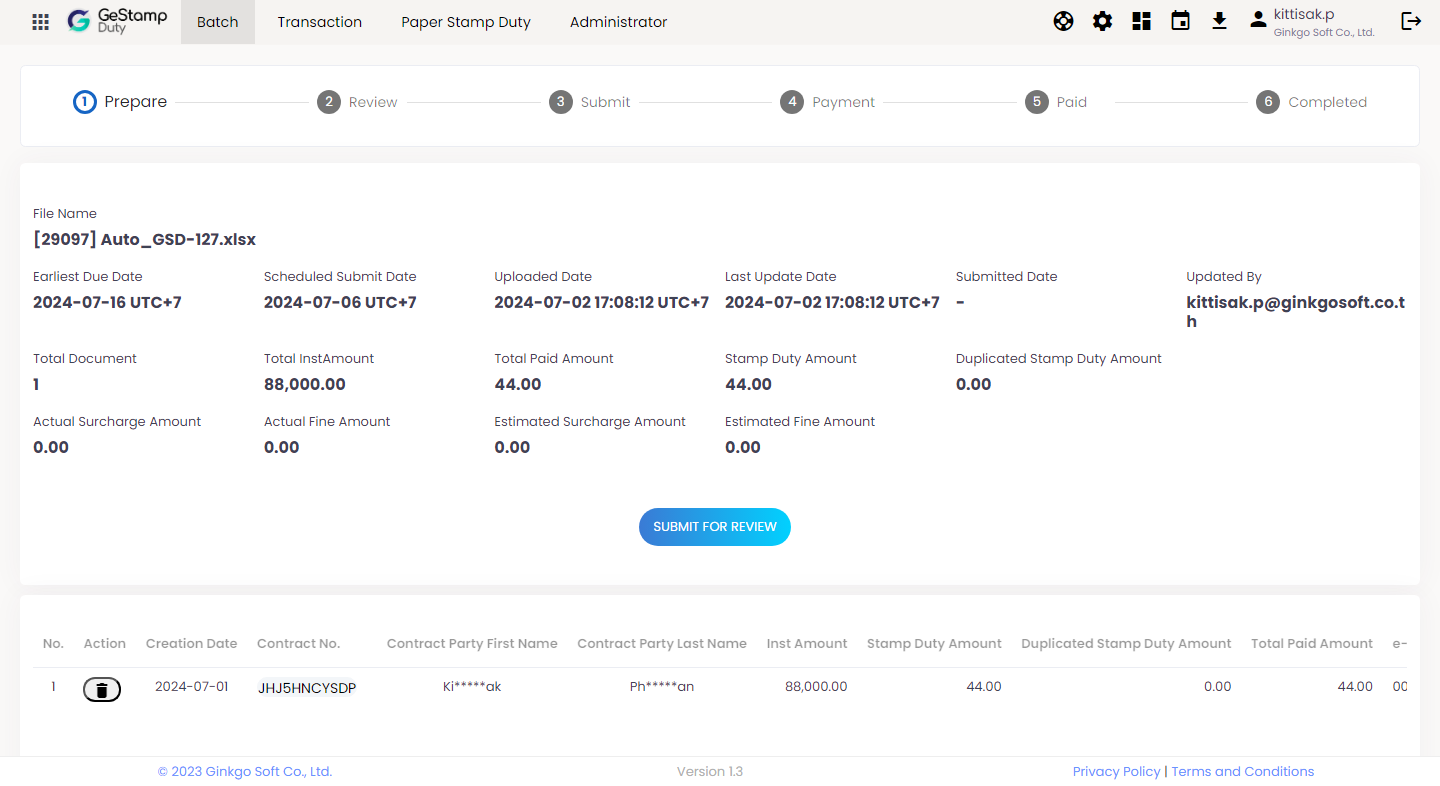 GeStamp
Duty
Batch
Transaction
Paper Stamp Duty
Administrator
kittisak.p
Ginkgo Soft Co., Ltd.
1 Prepare
2 Review
3 Submit
4 Payment
5 Paid
6 Completed
File Name
[29097] Auto_GSD-127.xlsx
Earliest Due Date
2024-07-16 UTC+7
Scheduled Submit Date
2024-07-06 UTC+7
Uploaded Date
2024-07-02 17:08:12 UTC+7
Last Update Date
2024-07-02 17:08:12 UTC+7
Submitted Date
-
Updated By
kittisak.p@ginkgosoft.co.t
h
Total Document
1
Total InstAmount
88,000.00
Total Paid Amount
44.00
Stamp Duty Amount
44.00
Duplicated Stamp Duty Amount
0.00
Actual Surcharge Amount
0.00
Actual Fine Amount
0.00
Estimated Surcharge Amount
0.00
Estimated Fine Amount
0.00
SUBMIT FOR REVIEW
No. Action Creation Date Contract No. Contract Party First Name Contract Party Last Name Inst Amount Stamp Duty Amount Duplicated Stamp Duty Amount Total Paid Amount e-
1 2024-07-01 JHJ5HNCYSDP Ki*****ak Ph*****an 88,000.00 44.00 0.00 44.00 00
© 2023 Ginkgo Soft Co., Ltd.
Version 1.3
Privacy Policy | Terms and Conditions